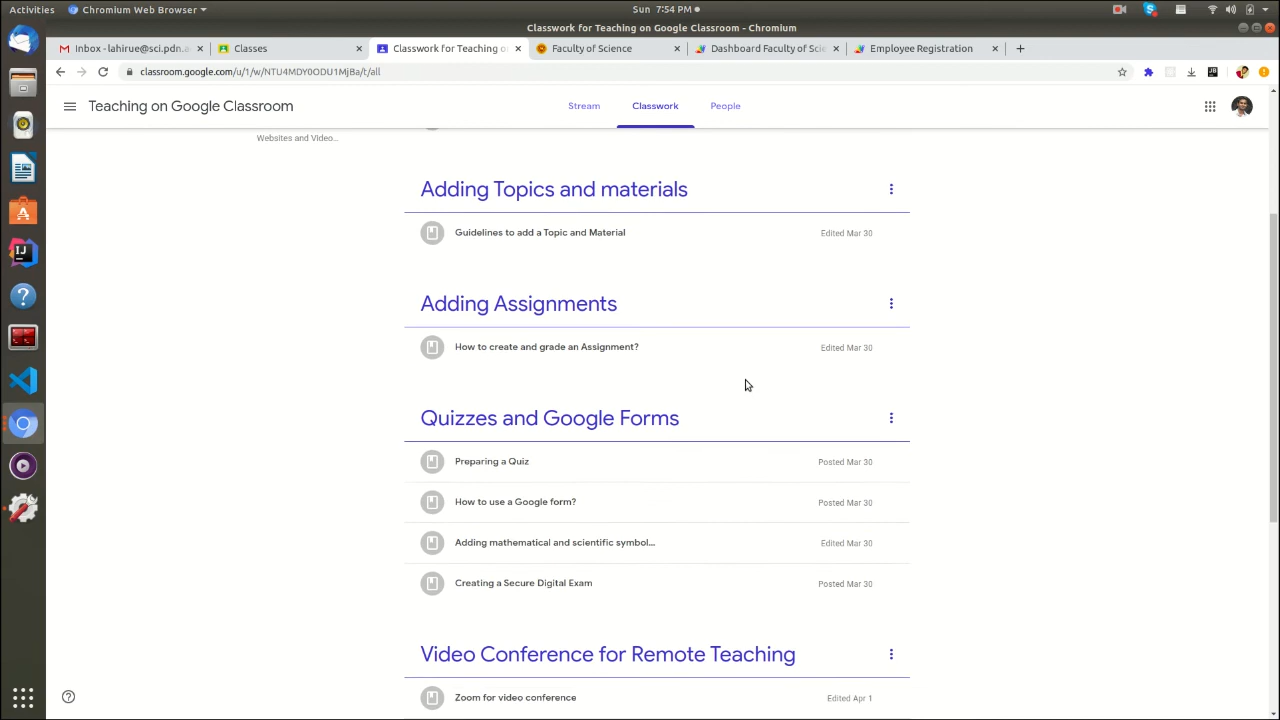 Activities Chromium Web Browser Sun 7:54 PM
Classwork for Teaching on Google Classroom - Chromium
Inbox - lahirue@sci.pdn.a Classes Classwork for Teaching o Faculty of Science Dashboard Faculty of Sci Employee Registration
classroom.google.com/u/1/w/NTU4MDY0ODU1MjBa/t/all
Teaching on Google Classroom Stream Classwork People
Websites and Video...
Adding Topics and materials
Guidelines to add a Topic and Material Edited Mar 30
Adding Assignments
How to create and grade an Assignment? Edited Mar 30
Quizzes and Google Forms
Preparing a Quiz Posted Mar 30
How to use a Google form? Posted Mar 30
Adding mathematical and scientific symbol... Edited Mar 30
Creating a Secure Digital Exam Posted Mar 30
Video Conference for Remote Teaching
Zoom for video conference Edited Apr 1